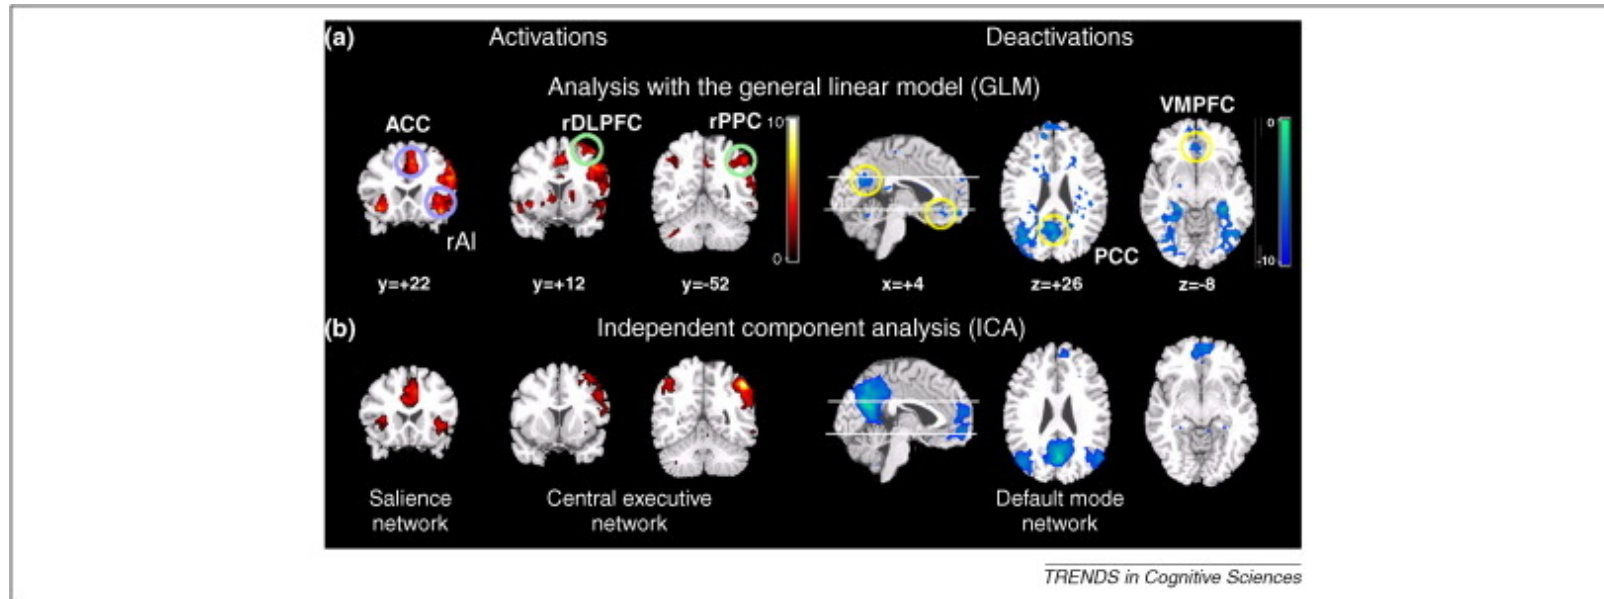 (a) Activations Deactivations
Analysis with the general linear model (GLM)
ACC rDLPFC rPPC VMPFC
10 0
rAI
0 PCC -10
y=+22 y=+12 y=-52 x=+4 z=+26 z=-8
(b) Independent component analysis (ICA)
Salience network
Central executive network
Default mode network
TRENDS in Cognitive Sciences